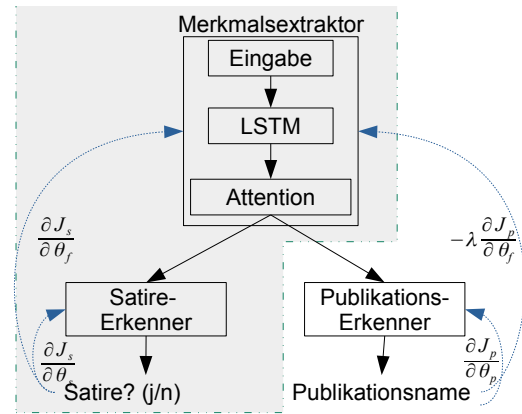 Merkmalsextraktor
Eingabe
LSTM
Attention
∂J_s/∂θ_f
−λ ∂J_p/∂θ_f
Satire-
Erkenner
Publikations-
Erkenner
∂J_s/∂θ_s
∂J_p/∂θ_p
Satire? (j/n)
Publikationsname